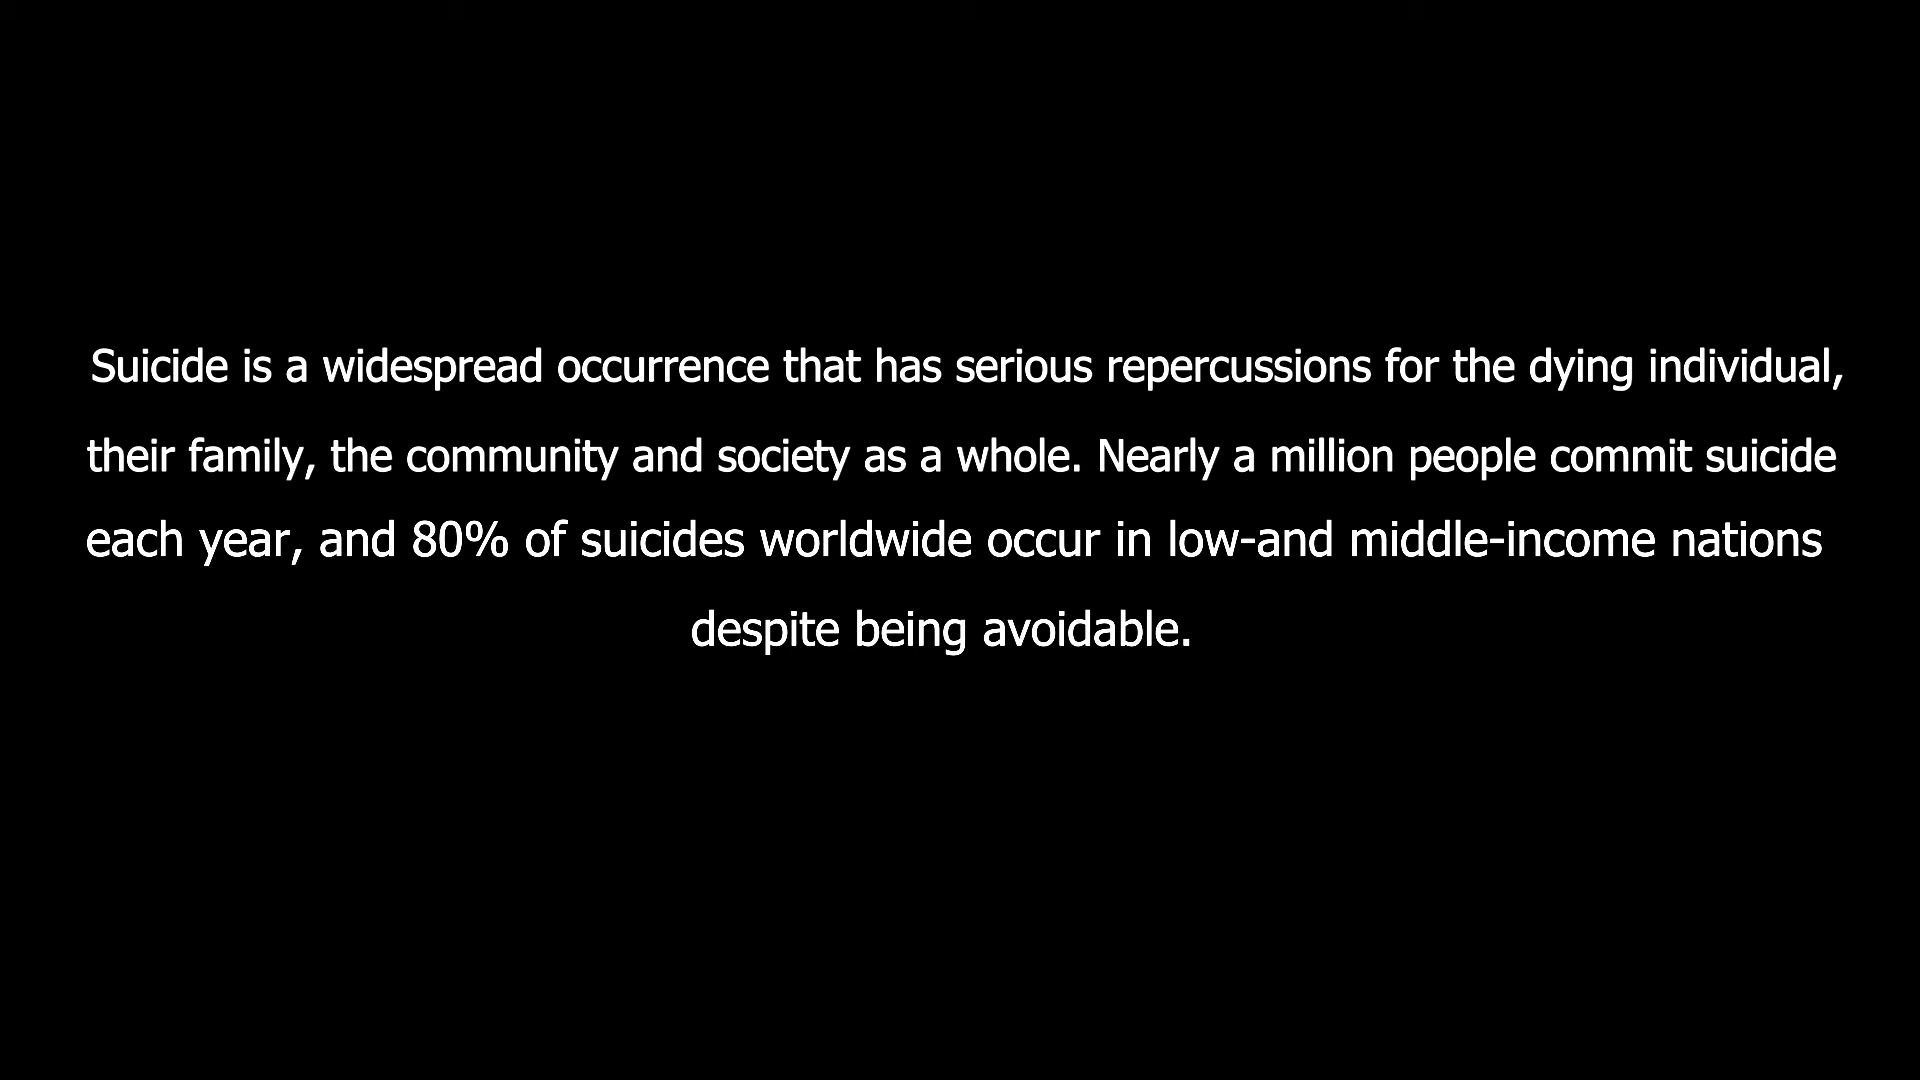 Suicide is a widespread occurrence that has serious repercussions for the dying individual,
their family, the community and society as a whole. Nearly a million people commit suicide
each year, and 80% of suicides worldwide occur in low-and middle-income nations
despite being avoidable.